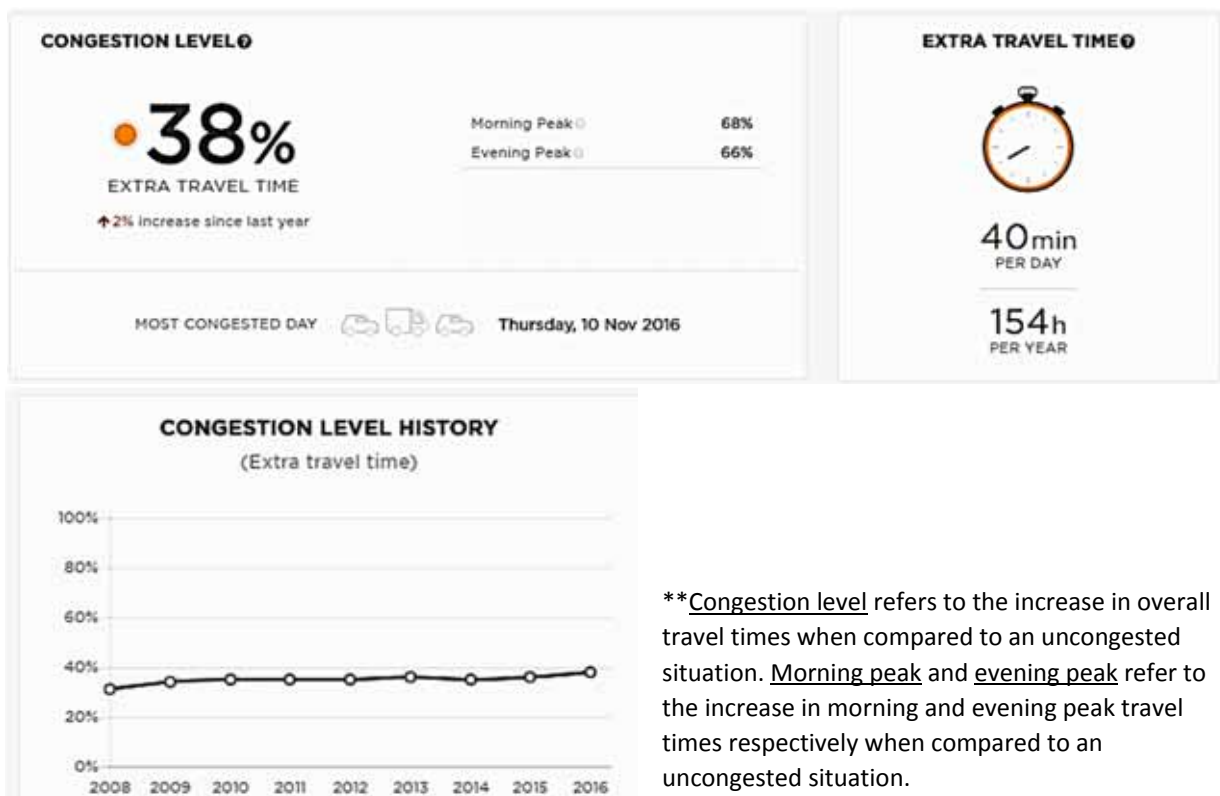 CONGESTION LEVEL?
38%
EXTRA TRAVEL TIME
↑2% increase since last year
Morning Peak 68%
Evening Peak 66%
MOST CONGESTED DAY Thursday, 10 Nov 2016
EXTRA TRAVEL TIME?
40min
PER DAY
154h
PER YEAR
CONGESTION LEVEL HISTORY
(Extra travel time)
100%
80%
60%
40%
20%
0%
2008 2009 2010 2011 2012 2013 2014 2015 2016
**Congestion level refers to the increase in overall
travel times when compared to an uncongested
situation. Morning peak and evening peak refer to
the increase in morning and evening peak travel
times respectively when compared to an
uncongested situation.